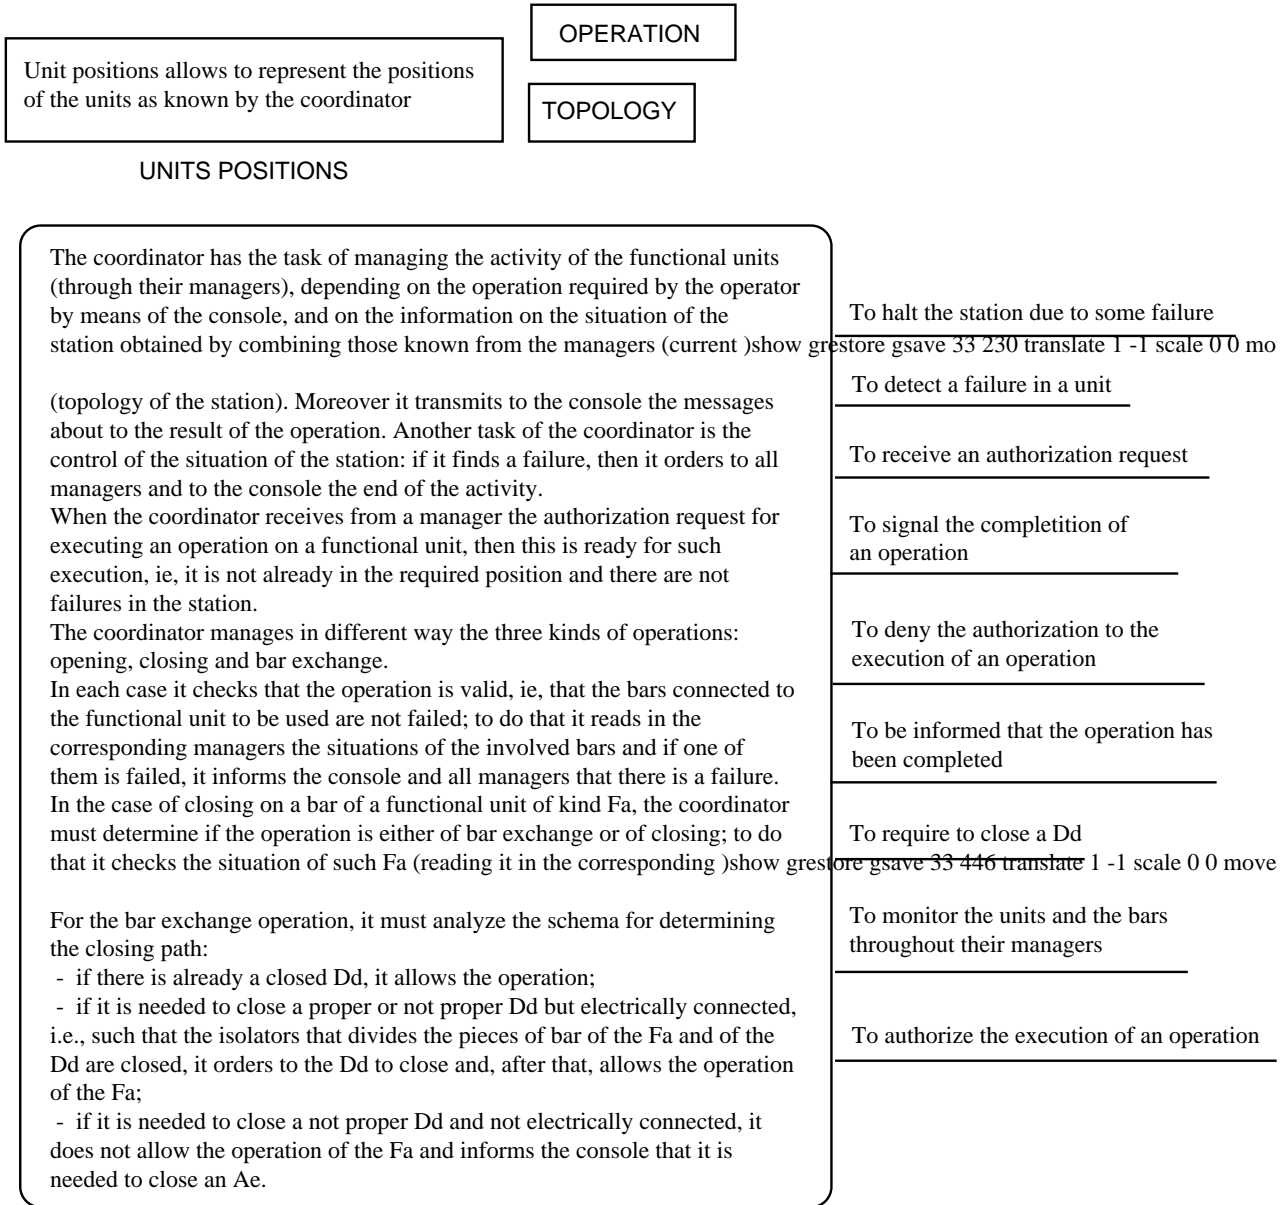 OPERATION
Unit positions allows to represent the positions
of the units as known by the coordinator
TOPOLOGY
UNITS POSITIONS
The coordinator has the task of managing the activity of the functional units
(through their managers), depending on the operation required by the operator
by means of the console, and on the information on the situation of the
station obtained by combining those known from the managers (current )show grestore gsave 33 230 translate 1 -1 scale 0 0 mo
(topology of the station). Moreover it transmits to the console the messages
about to the result of the operation. Another task of the coordinator is the
control of the situation of the station: if it finds a failure, then it orders to all
managers and to the console the end of the activity.
When the coordinator receives from a manager the authorization request for
executing an operation on a functional unit, then this is ready for such
execution, ie, it is not already in the required position and there are not
failures in the station.
The coordinator manages in different way the three kinds of operations:
opening, closing and bar exchange.
In each case it checks that the operation is valid, ie, that the bars connected to
the functional unit to be used are not failed; to do that it reads in the
corresponding managers the situations of the involved bars and if one of
them is failed, it informs the console and all managers that there is a failure.
In the case of closing on a bar of a functional unit of kind Fa, the coordinator
must determine if the operation is either of bar exchange or of closing; to do
that it checks the situation of such Fa (reading it in the corresponding )show grestore gsave 33 446 translate 1 -1 scale 0 0 move
For the bar exchange operation, it must analyze the schema for determining
the closing path:
- if there is already a closed Dd, it allows the operation;
- if it is needed to close a proper or not proper Dd but electrically connected,
i.e., such that the isolators that divides the pieces of bar of the Fa and of the
Dd are closed, it orders to the Dd to close and, after that, allows the operation
of the Fa;
- if it is needed to close a not proper Dd and not electrically connected, it
does not allow the operation of the Fa and informs the console that it is
needed to close an Ae.
To halt the station due to some failure
To detect a failure in a unit
To receive an authorization request
To signal the completition of
an operation
To deny the authorization to the
execution of an operation
To be informed that the operation has
been completed
To require to close a Dd
To monitor the units and the bars
throughout their managers
To authorize the execution of an operation